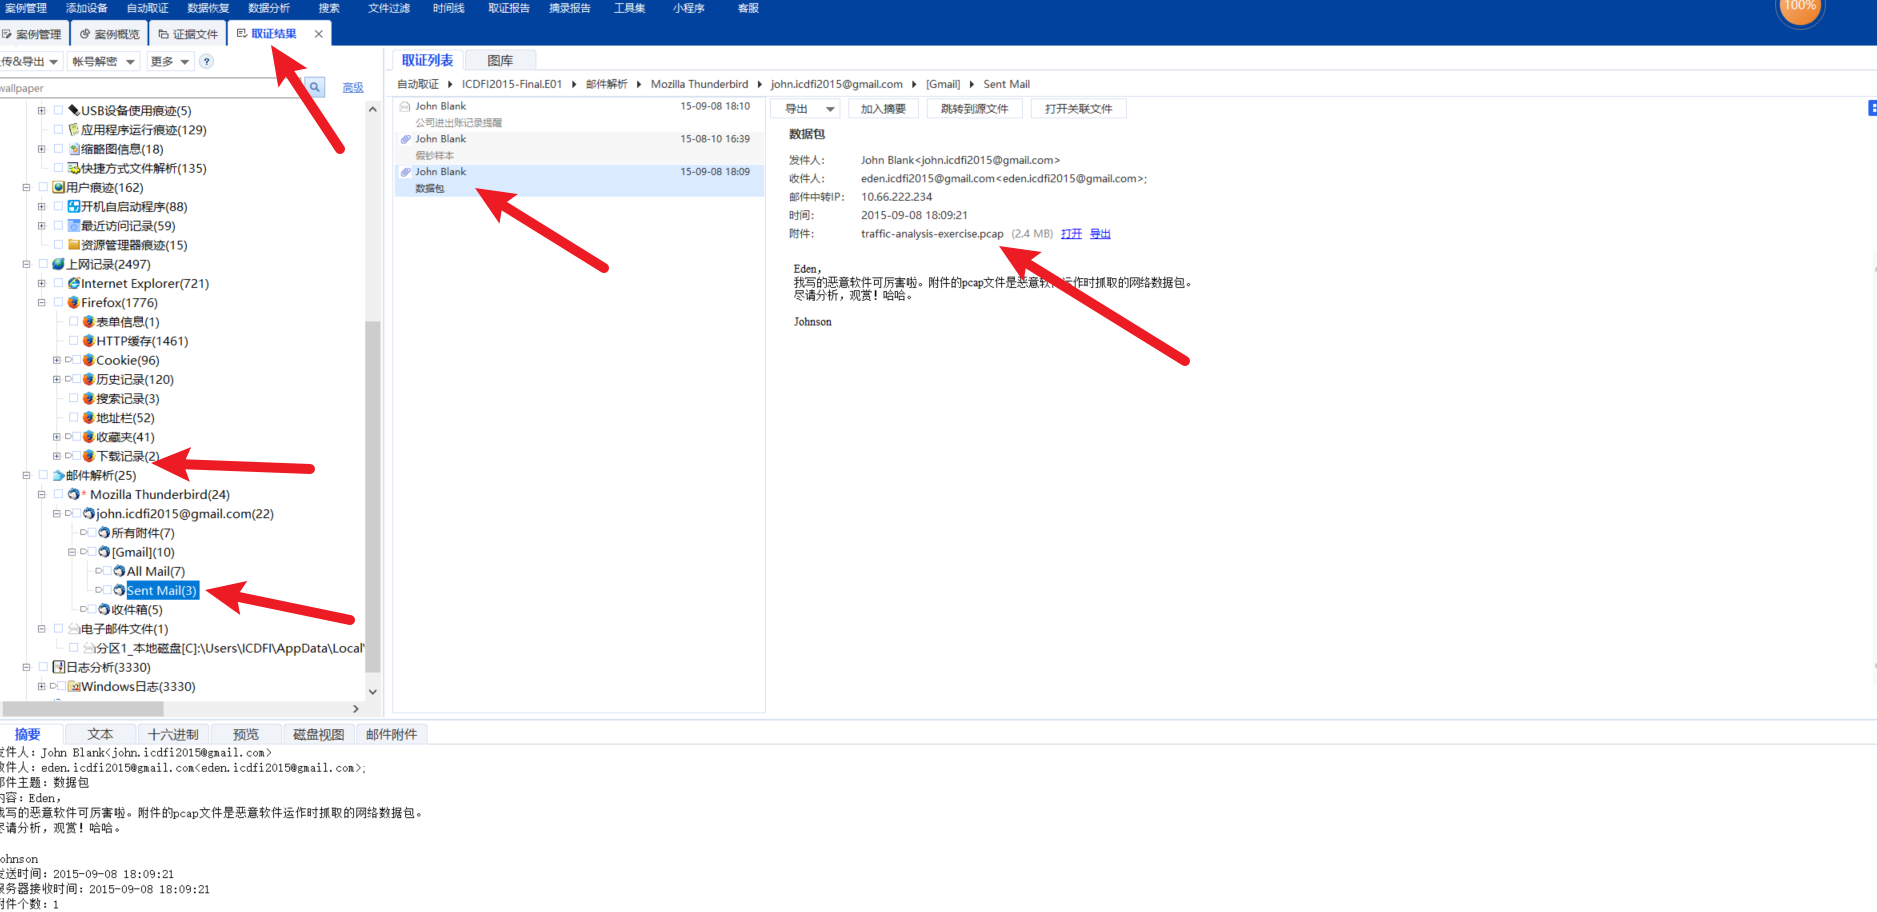 案例管理 添加设备 自动取证 数据恢复 数据分析 搜索 文件过滤 时间线 取证报告 摘录报告 工具集 小程序 客服
100%
案例管理 案例概览 证据文件 取证结果
传&导出 帐号解密 更多 ?
wallpaper 高级
USB设备使用痕迹(5)
应用程序运行痕迹(129)
缩略图信息(18)
快捷方式文件解析(135)
用户痕迹(162)
开机自启动程序(88)
最近访问记录(59)
资源管理器痕迹(15)
上网记录(2497)
Internet Explorer(721)
Firefox(1776)
表单信息(1)
HTTP缓存(1461)
Cookie(96)
历史记录(120)
搜索记录(3)
地址栏(52)
收藏夹(41)
下载记录(2)
邮件解析(25)
* Mozilla Thunderbird(24)
john.icdfi2015@gmail.com(22)
所有附件(7)
[Gmail](10)
All Mail(7)
Sent Mail(3)
收件箱(5)
电子邮件文件(1)
分区1_本地磁盘[C]:\Users\ICDFI\AppData\Local\
日志分析(3330)
Windows日志(3330)
取证列表 图库
自动取证 ICDFI2015-Final.E01 邮件解析 Mozilla Thunderbird john.icdfi2015@gmail.com [Gmail] Sent Mail
John Blank 15-09-08 18:10
公司进出账记录提醒
John Blank 15-08-10 16:39
假钞样本
John Blank 15-09-08 18:09
数据包
导出 加入摘要 跳转到源文件 打开关联文件
数据包
发件人: John Blank<john.icdfi2015@gmail.com>
收件人: eden.icdfi2015@gmail.com<eden.icdfi2015@gmail.com>;
邮件中转IP: 10.66.222.234
时间: 2015-09-08 18:09:21
附件: traffic-analysis-exercise.pcap (2.4 MB) 打开 导出
Eden，
我写的恶意软件可厉害啦。附件的pcap文件是恶意软件运作时抓取的网络数据包。
尽请分析，观赏！哈哈。
Johnson
摘要 文本 十六进制 预览 磁盘视图 邮件附件
发件人: John Blank<john.icdfi2015@gmail.com>
收件人: eden.icdfi2015@gmail.com<eden.icdfi2015@gmail.com>;
邮件主题: 数据包
内容: Eden，
我写的恶意软件可厉害啦。附件的pcap文件是恶意软件运作时抓取的网络数据包。
尽请分析，观赏！哈哈。
Johnson
发送时间: 2015-09-08 18:09:21
服务器接收时间: 2015-09-08 18:09:21
附件个数: 1